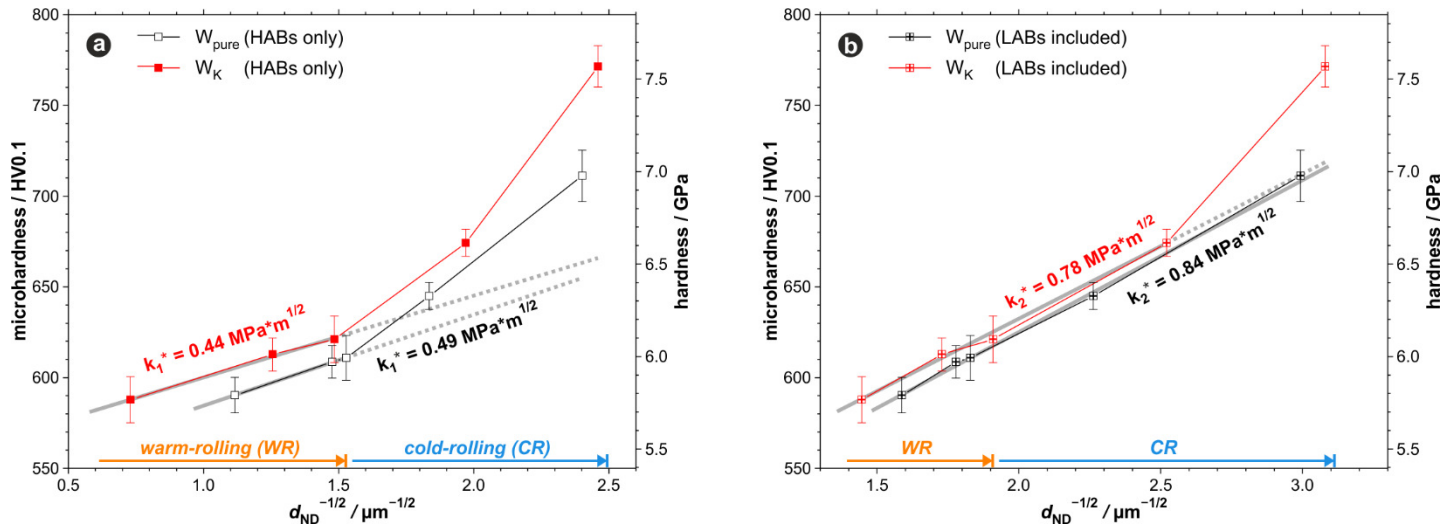 a
W_pure (HABs only)
W_K (HABs only)
800
750
700
650
600
550
microhardness / HV0.1
7.5
7.0
6.5
6.0
5.5
hardness / GPa
k_1^* = 0.44 MPa*m^1/2
k_1^* = 0.49 MPa*m^1/2
warm-rolling (WR)
cold-rolling (CR)
0.5 1.0 1.5 2.0 2.5
d_ND^−1/2 / µm^−1/2
b
W_pure (LABs included)
W_K (LABs included)
800
750
700
650
600
550
microhardness / HV0.1
7.5
7.0
6.5
6.0
5.5
hardness / GPa
k_2^* = 0.78 MPa*m^1/2
k_2^* = 0.84 MPa*m^1/2
WR
CR
1.5 2.0 2.5 3.0
d_ND^−1/2 / µm^−1/2